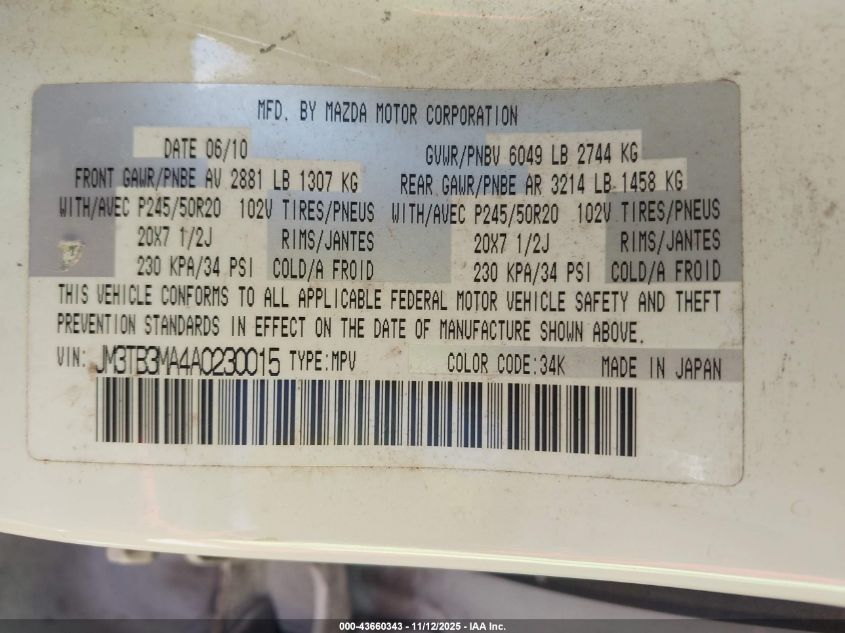 MFD. BY MAZDA MOTOR CORPORATION
DATE 06/10 GVWR/PNBV 6049 LB 2744 KG
FRONT GAWR/PNBE AV 2881 LB 1307 KG REAR GAWR/PNBE AR 3214 LB 1458 KG
WITH/AVEC P245/50R20 102V TIRES/PNEUS WITH/AVEC P245/50R20 102V TIRES/PNEUS
20X7 1/2J RIMS/JANTES 20X7 1/2J RIMS/JANTES
230 KPA/34 PSI COLD/A FROID 230 KPA/34 PSI COLD/A FROID
THIS VEHICLE CONFORMS TO ALL APPLICABLE FEDERAL MOTOR VEHICLE SAFETY AND THEFT
PREVENTION STANDARDS IN EFFECT ON THE DATE OF MANUFACTURE SHOWN ABOVE.
VIN: JM3TB3MA4A0230015 TYPE:MPV COLOR CODE:34K MADE IN JAPAN
000-43660343 - 11/12/2025 - IAA Inc.